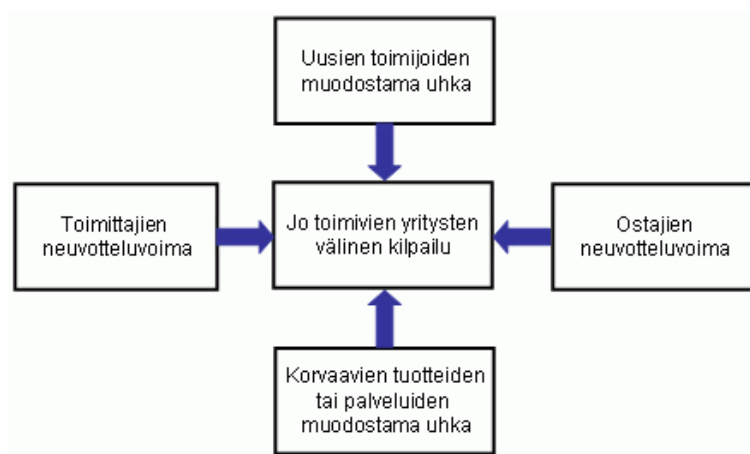 Uusien toimijoiden
muodostama uhka
Toimittajien
neuvotteluvoima
Jo toimivien yritysten
välinen kilpailu
Ostajien
neuvotteluvoima
Korvaavien tuotteiden
tai palveluiden
muodostama uhka